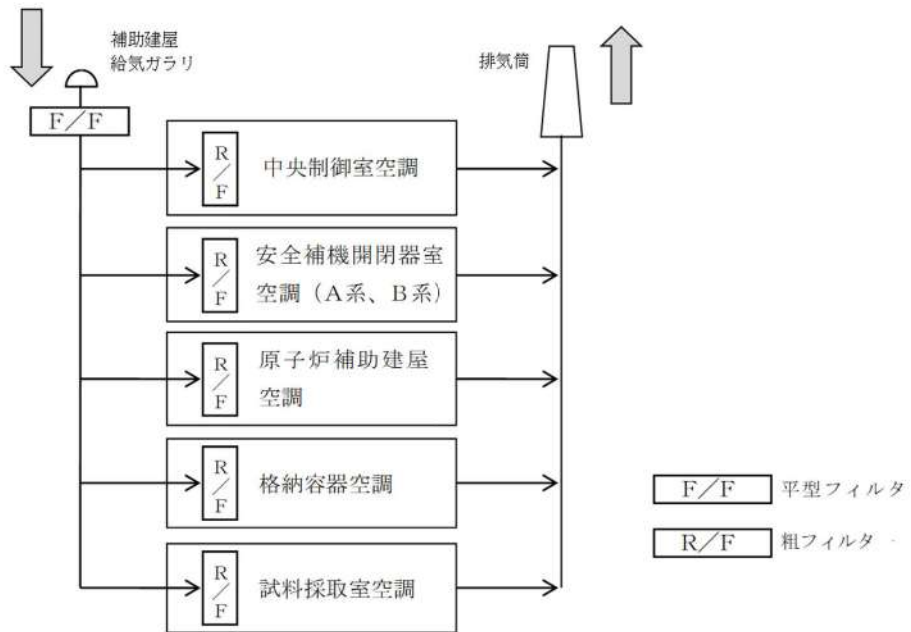 補助建屋
給気ガラリ
F/F
排気筒
R/F
中央制御室空調
R/F
安全補機開閉器室
空調（A系、B系）
R/F
原子炉補助建屋
空調
R/F
格納容器空調
R/F
試料採取室空調
F/F 平型フィルタ
R/F 粗フィルタ